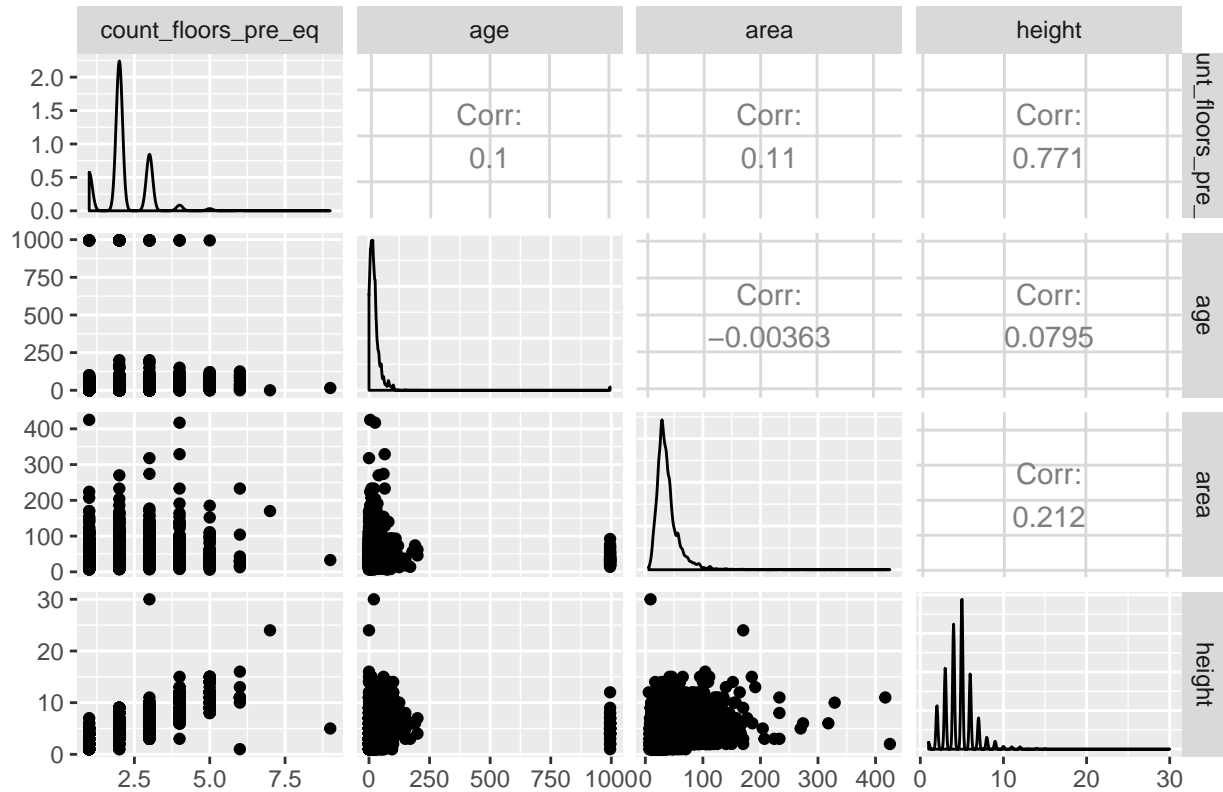 count_floors_pre_eq age area height
2.0
1.5
1.0
0.5
0.0
Corr:
0.1
Corr:
0.11
Corr:
0.771
unt_floors_pre_
1000
750
500
250
0
Corr:
−0.00363
Corr:
0.0795
age
400
300
200
100
0
Corr:
0.212
area
30
20
10
0
height
2.5 5.0 7.5 0 250 500 750 1000 0 100 200 300 400 0 10 20 30